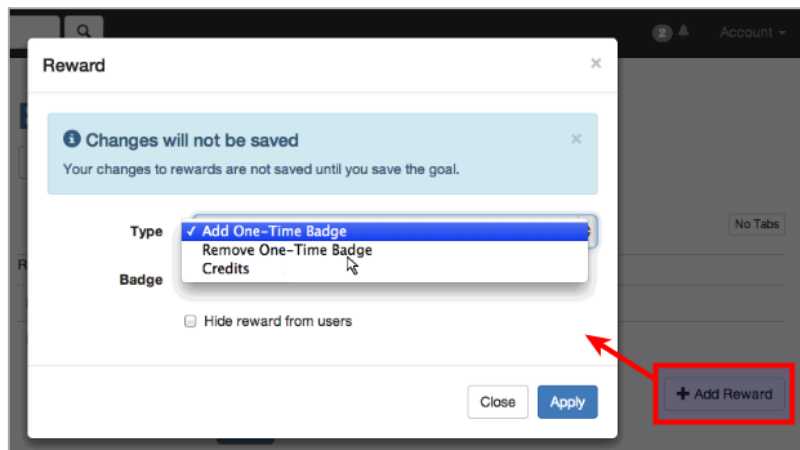 2 Account
Reward ×
Changes will not be saved ×
Your changes to rewards are not saved until you save the goal.
Type ✓ Add One-Time Badge
Remove One-Time Badge
Credits
No Tabs
Badge
Hide reward from users
+ Add Reward
Close Apply